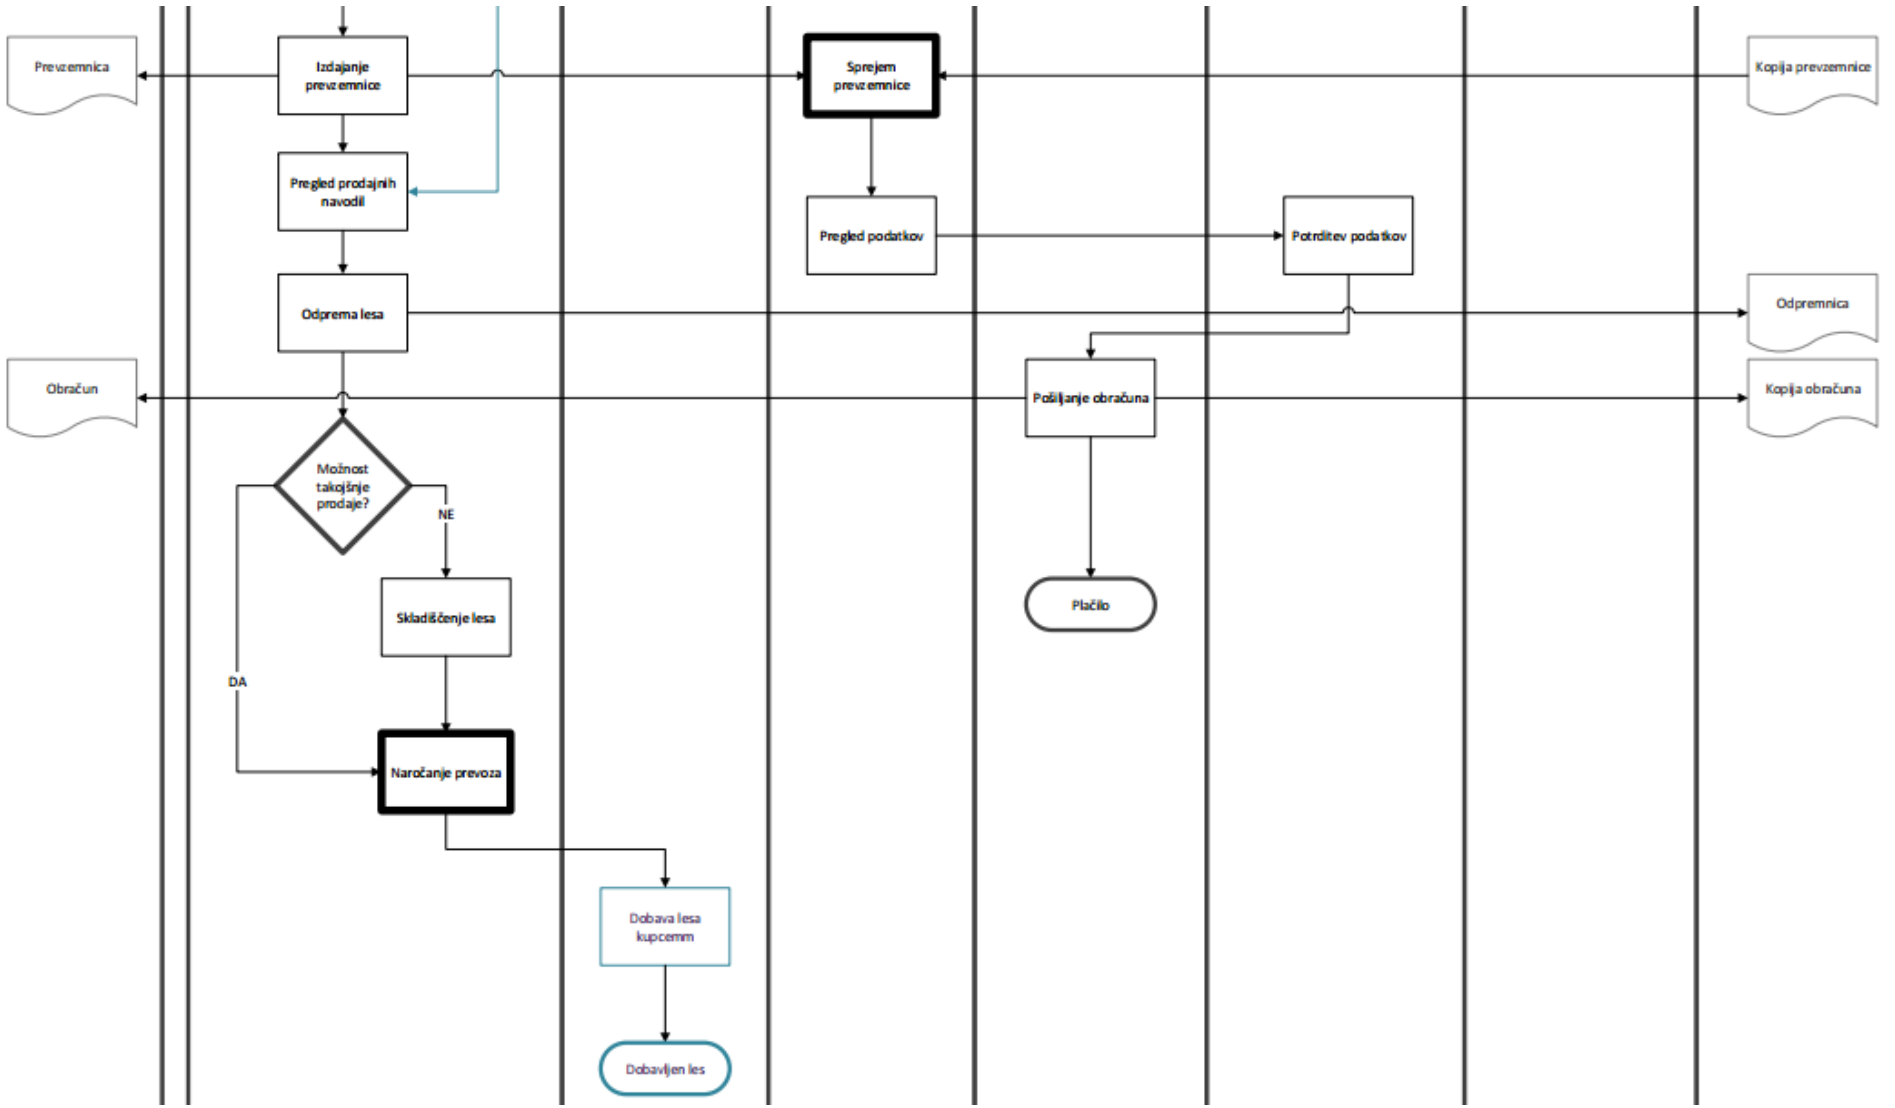 Prevzemnica
Izdajanje
prevzemnice
Sprejem
prevzemnice
Kopija prevzemnice
Pregled prodajnih
navodil
Pregled podatkov
Potrditev podatkov
Odprema lesa
Odpremnica
Obračun
Pošiljanje obračuna
Kopija obračuna
Možnost
takojšnje
prodaje?
NE
Skladiščenje lesa
Plačilo
DA
Naročanje prevoza
Dobava lesa
kupcemm
Dobavljen les